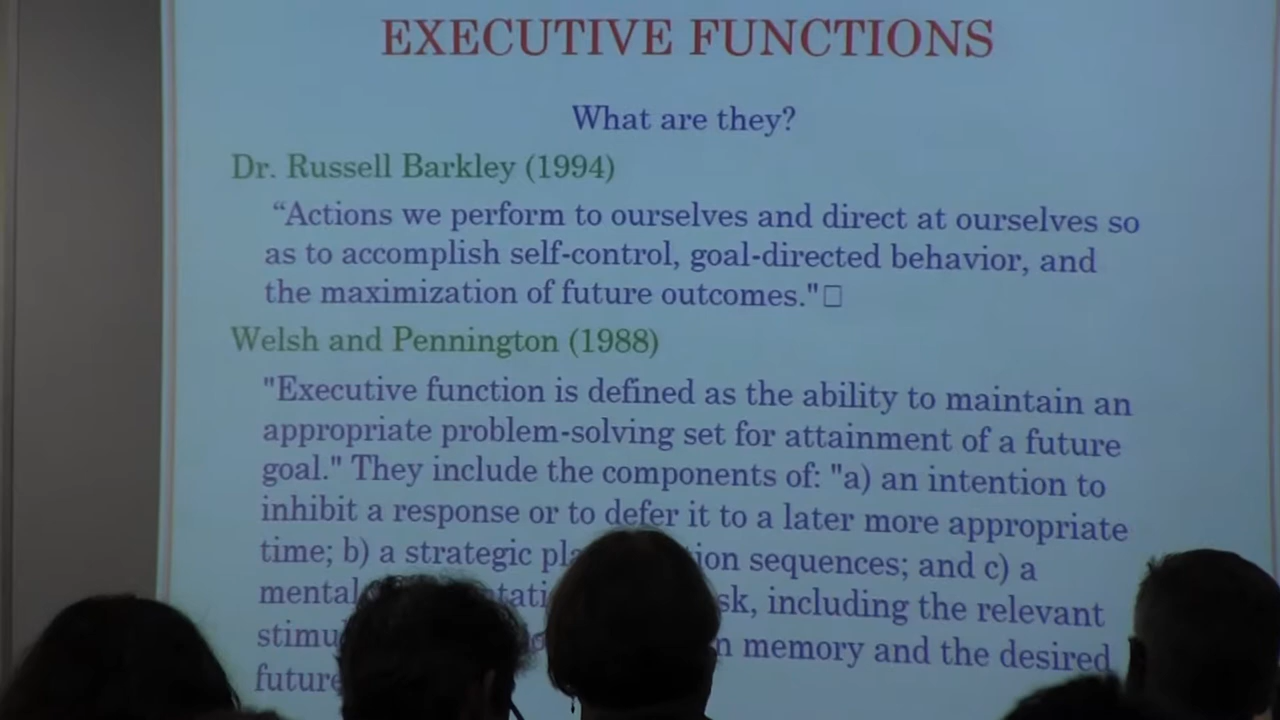 EXECUTIVE FUNCTIONS
What are they?
Dr. Russell Barkley (1994)
“Actions we perform to ourselves and direct at ourselves so
as to accomplish self-control, goal-directed behavior, and
the maximization of future outcomes."□
Welsh and Pennington (1988)
"Executive function is defined as the ability to maintain an
appropriate problem-solving set for attainment of a future
goal." They include the components of: "a) an intention to
inhibit a response or to defer it to a later more appropriate
time; b) a strategic sequences; and c) a
mental including the relevant
memory and the desired
future